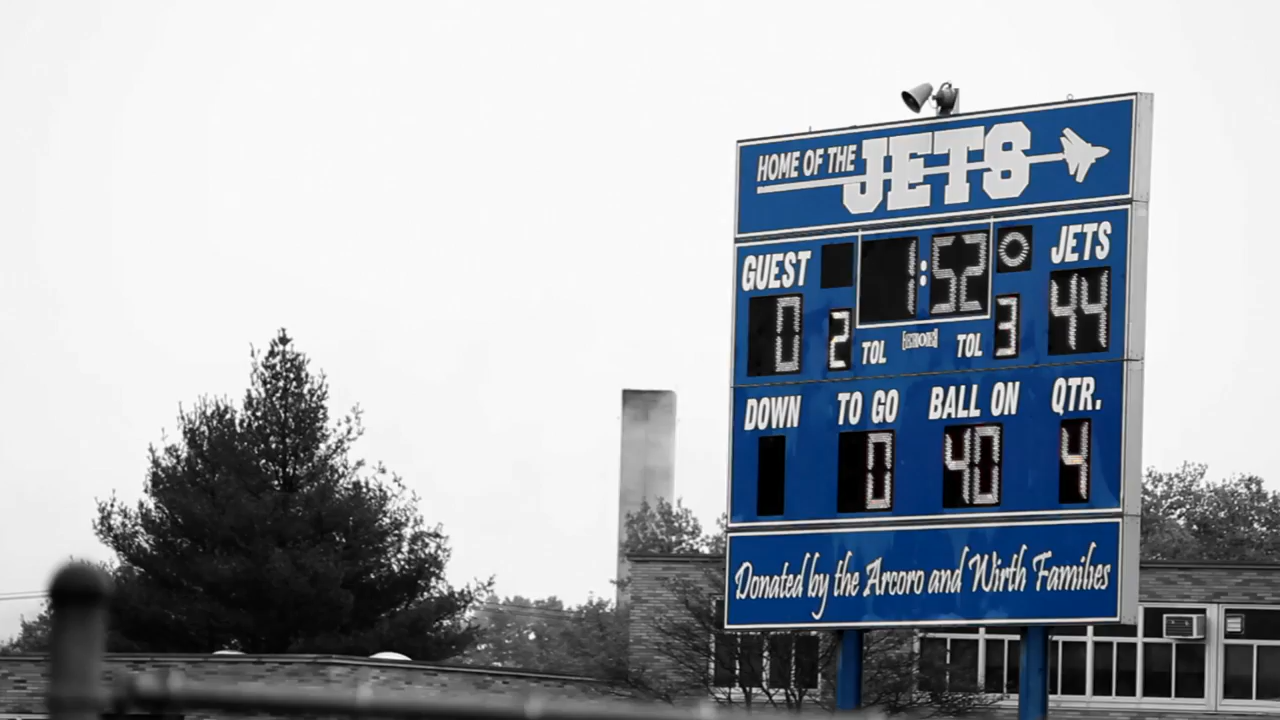 HOME OF THE JETS
GUEST 1:52 JETS
0 2 TOL TOL 3 44
DOWN TO GO BALL ON QTR.
0 40 4
Donated by the Arcoro and Wirth Families